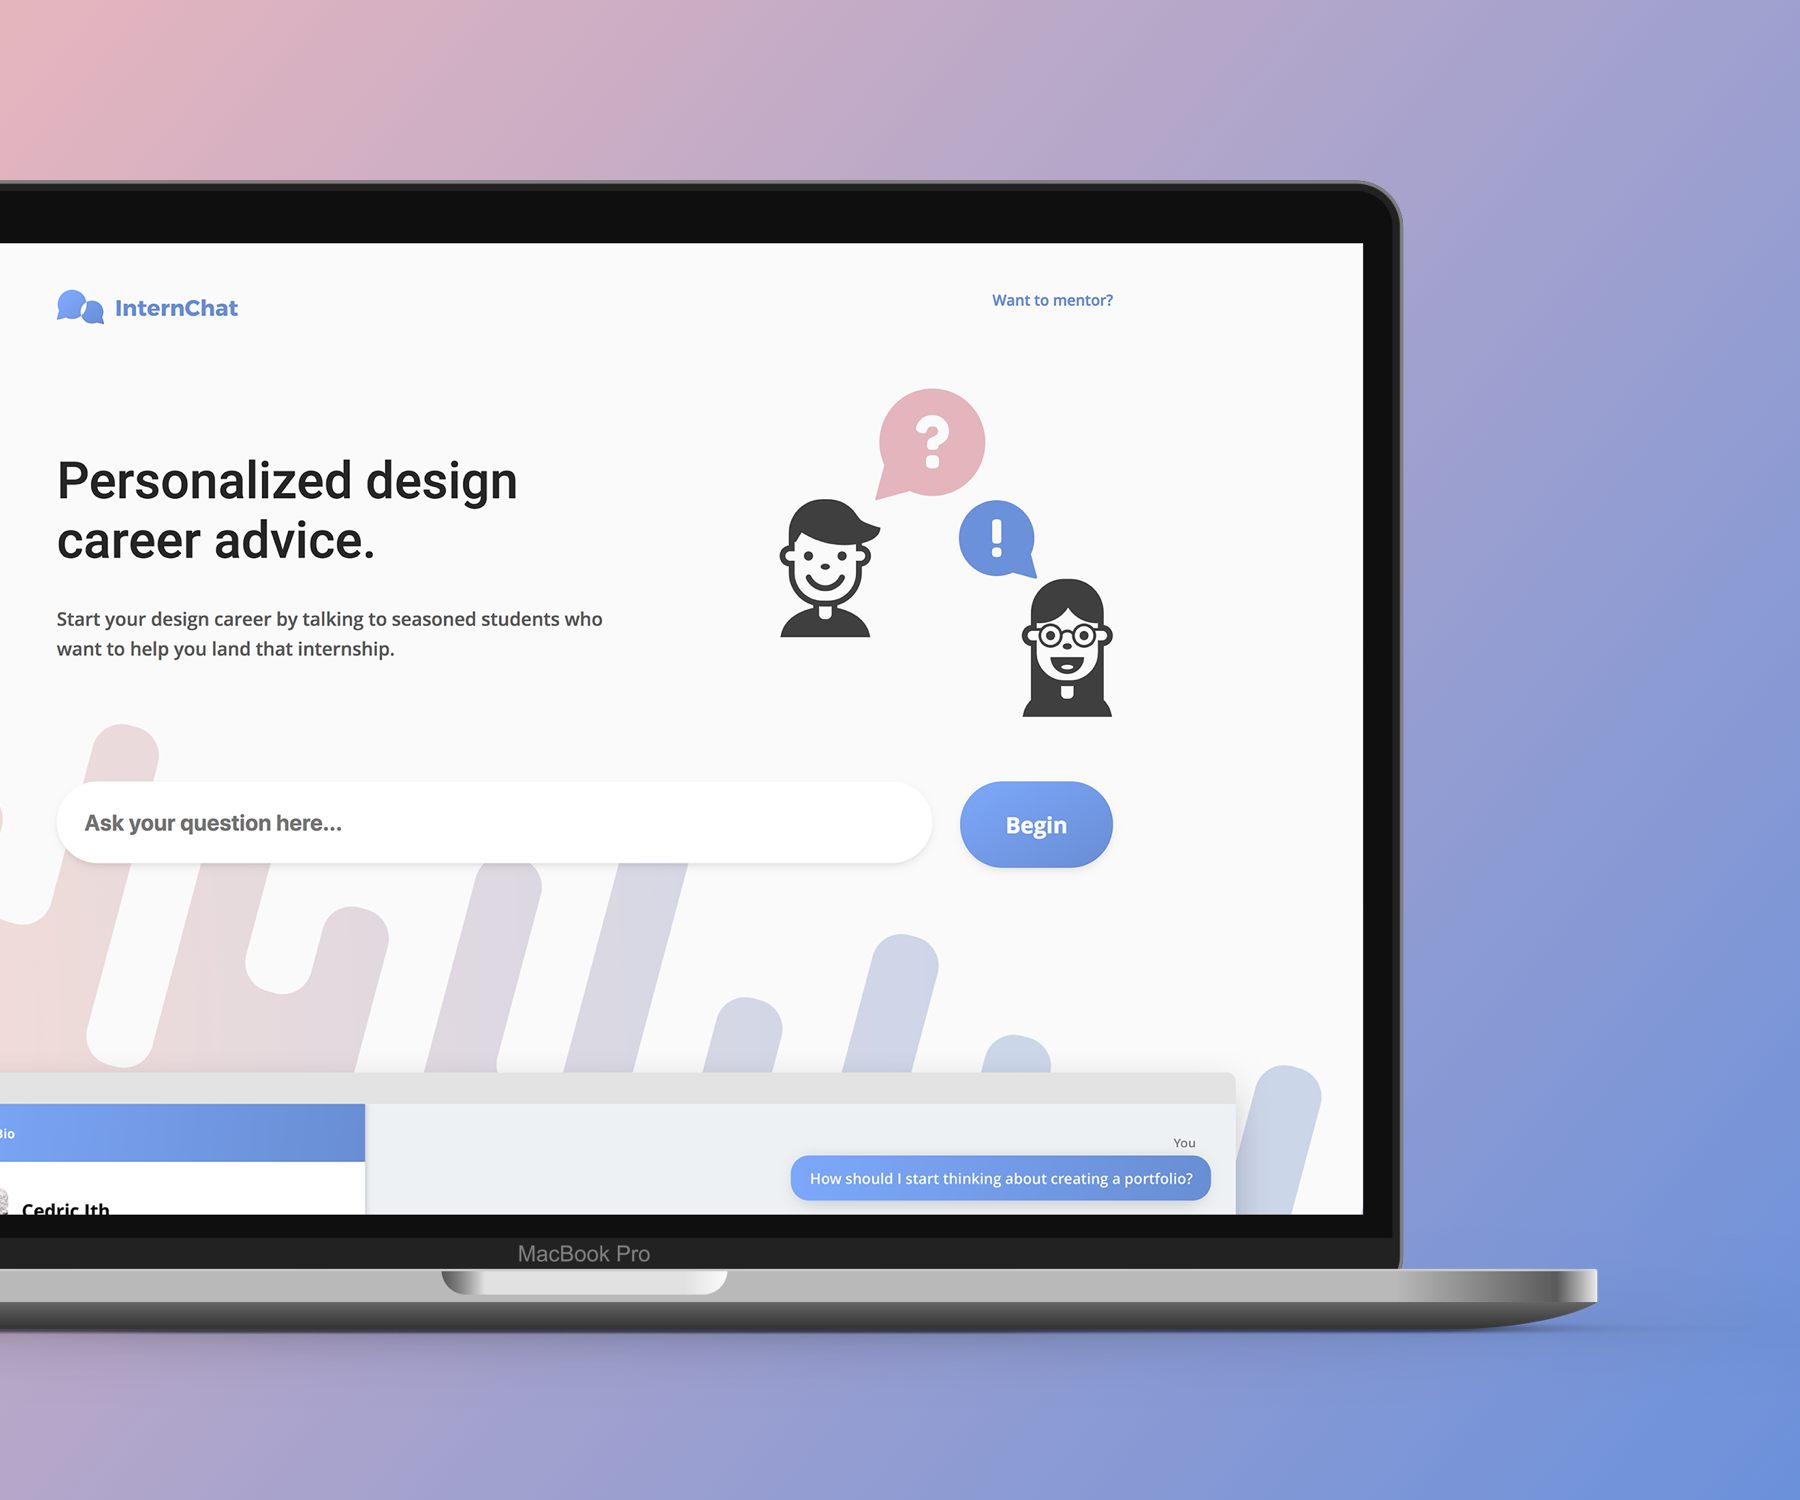 InternChat
Want to mentor?
?
!
Personalized design
career advice.
Start your design career by talking to seasoned students who
want to help you land that internship.
Ask your question here...
Begin
Bio
You
How should I start thinking about creating a portfolio?
Cedric Ith
MacBook Pro